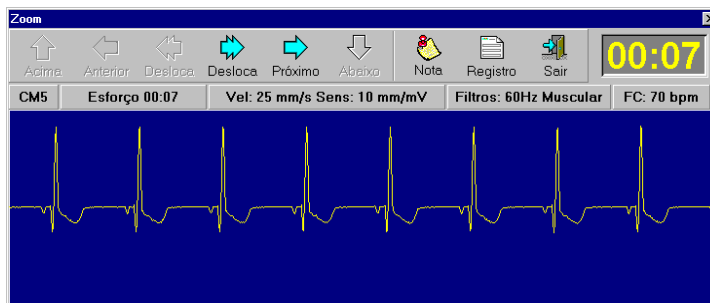 Zoom
Acima Anterior Desloca Desloca Próximo Abaixo Nota Registro Sair 00:07
CM5 Esforço 00:07 Vel: 25 mm/s Sens: 10 mm/mV Filtros: 60Hz Muscular FC: 70 bpm